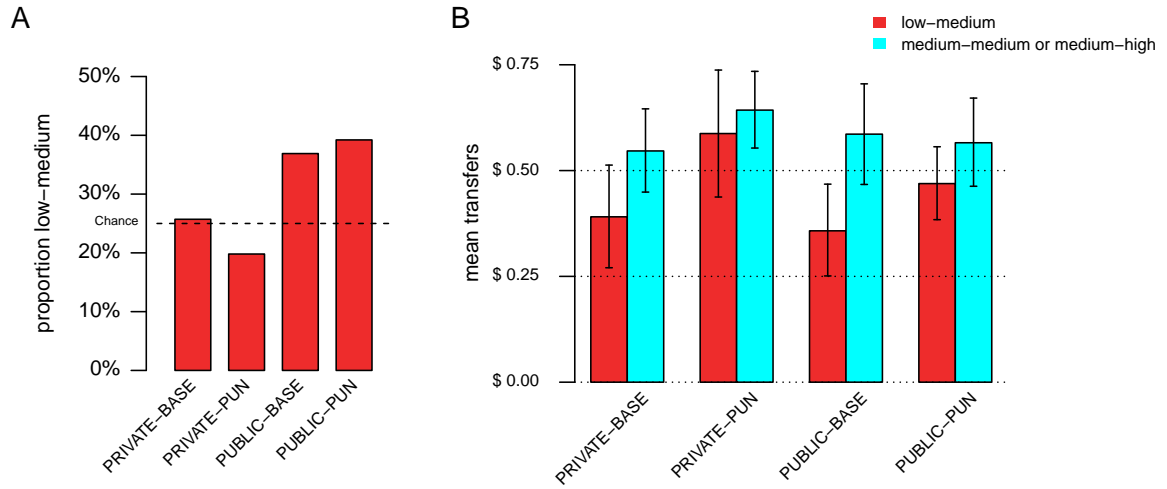 A
proportion low−medium
50%
40%
30%
20%
10%
0%
Chance
PRIVATE−BASE
PRIVATE−PUN
PUBLIC−BASE
PUBLIC−PUN
B
low−medium
medium−medium or medium−high
mean transfers
$ 0.75
$ 0.50
$ 0.25
$ 0.00
PRIVATE−BASE
PRIVATE−PUN
PUBLIC−BASE
PUBLIC−PUN